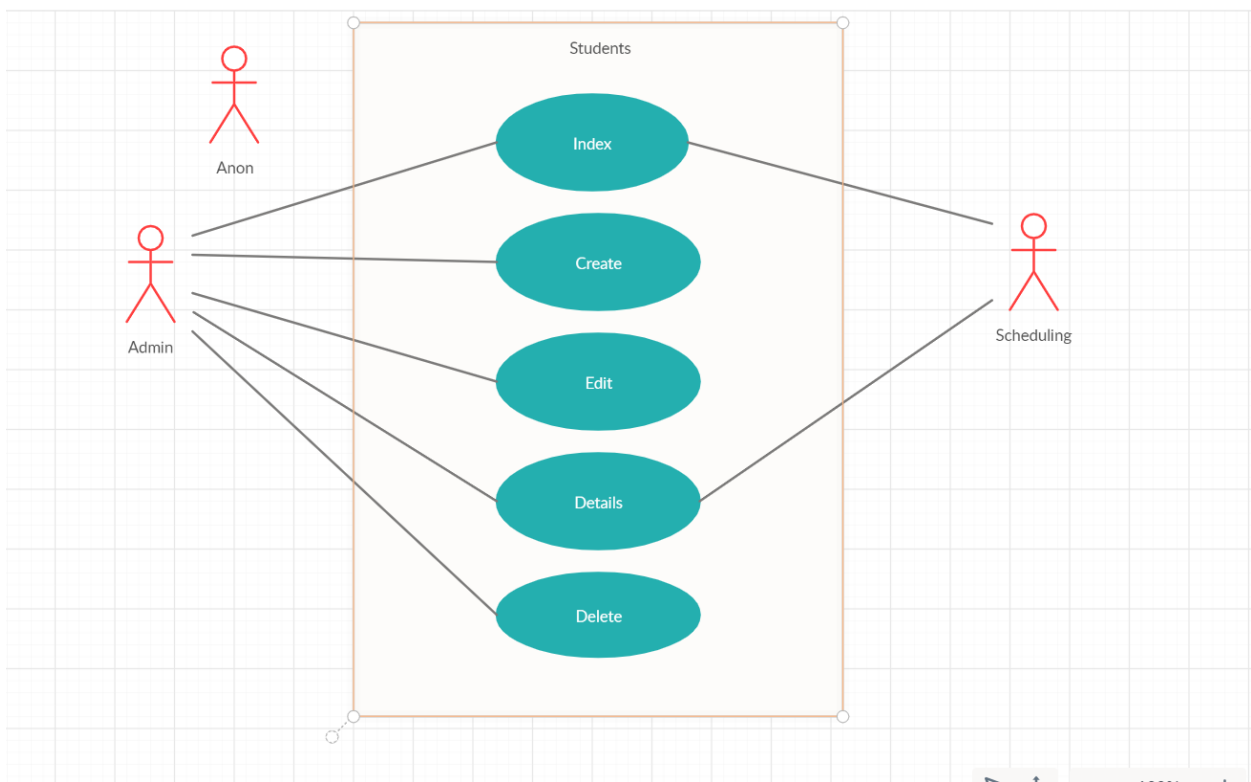 Students
Anon
Index
Admin
Create
Scheduling
Edit
Details
Delete